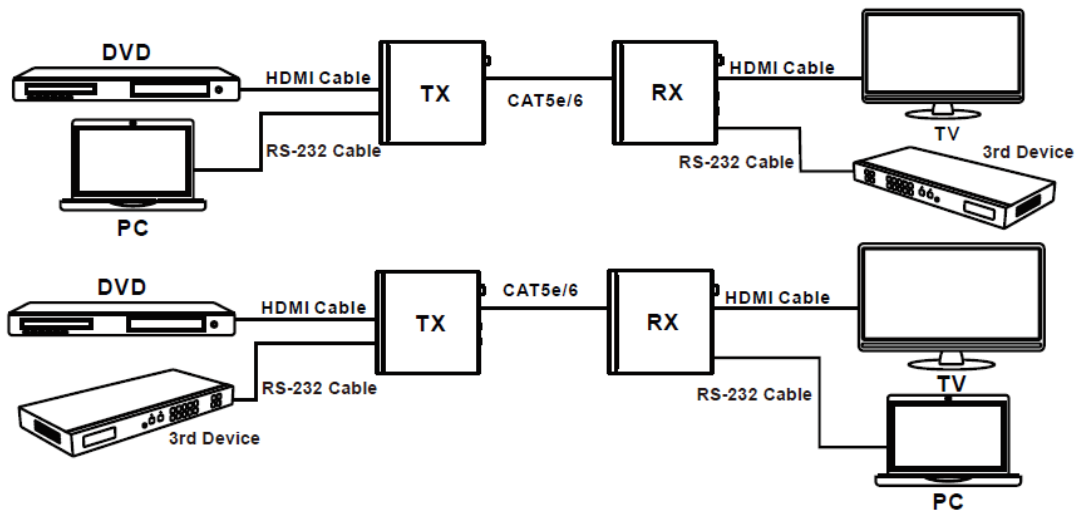 DVD
HDMI Cable
TX
CAT5e/6
RX
HDMI Cable
TV
RS-232 Cable
PC
RS-232 Cable
3rd Device
DVD
HDMI Cable
TX
CAT5e/6
RX
HDMI Cable
TV
RS-232 Cable
3rd Device
RS-232 Cable
PC